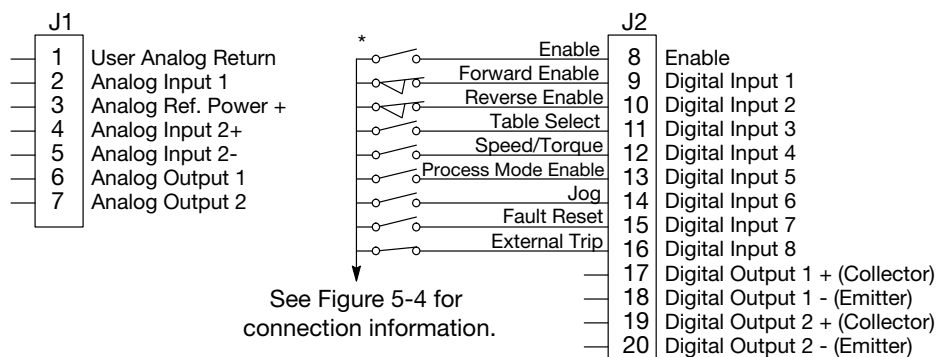 J1
1 User Analog Return
2 Analog Input 1
3 Analog Ref. Power +
4 Analog Input 2+
5 Analog Input 2-
6 Analog Output 1
7 Analog Output 2
*
J2
Enable 8 Enable
Forward Enable 9 Digital Input 1
Reverse Enable 10 Digital Input 2
Table Select 11 Digital Input 3
Speed/Torque 12 Digital Input 4
Process Mode Enable 13 Digital Input 5
Jog 14 Digital Input 6
Fault Reset 15 Digital Input 7
External Trip 16 Digital Input 8
17 Digital Output 1 + (Collector)
18 Digital Output 1 - (Emitter)
19 Digital Output 2 + (Collector)
20 Digital Output 2 - (Emitter)
See Figure 5-4 for
connection information.